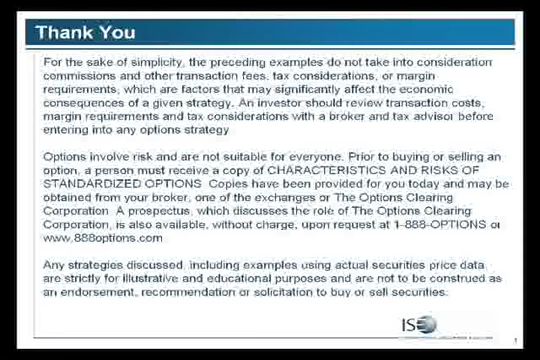 Thank You
For the sake of simplicity, the preceding examples do not take into consideration
commissions and other transaction fees, tax considerations, or margin
requirements, which are factors that may significantly affect the economic
consequences of a given strategy. An investor should review transaction costs,
margin requirements and tax considerations with a broker and tax advisor before
entering into any options strategy
Options involve risk and are not suitable for everyone. Prior to buying or selling an
option, a person must receive a copy of CHARACTERISTICS AND RISKS OF
STANDARDIZED OPTIONS. Copies have been provided for you today and may be
obtained from your broker, one of the exchanges or The Options Clearing
Corporation. A prospectus, which discusses the role of The Options Clearing
Corporation, is also available, without charge, upon request at 1-888-OPTIONS or
www.888options.com
Any strategies discussed, including examples using actual securities price data,
are strictly for illustrative and educational purposes and are not to be construed as
an endorsement, recommendation or solicitation to buy or sell securities.
ISE
1